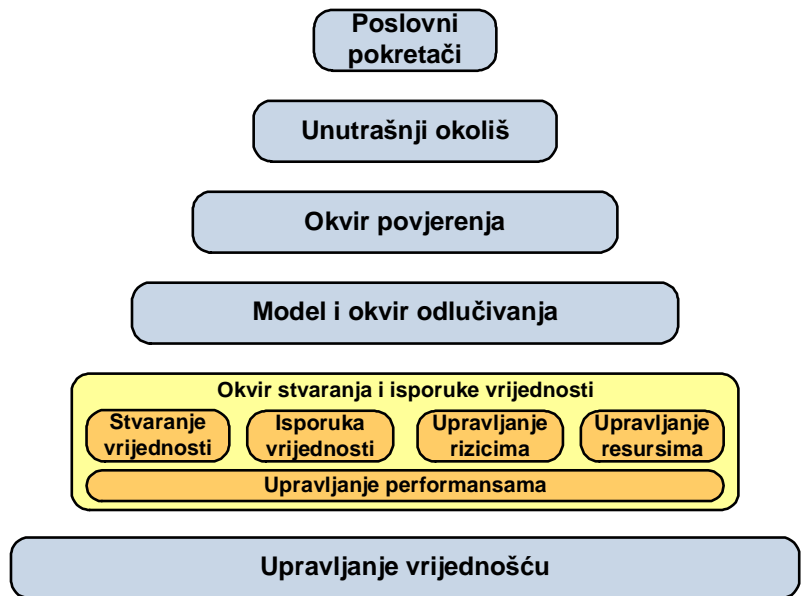 Poslovni
pokretači
Unutrašnji okoliš
Okvir povjerenja
Model i okvir odlučivanja
Okvir stvaranja i isporuke vrijednosti
Stvaranje
vrijednosti
Isporuka
vrijednosti
Upravljanje
rizicima
Upravljanje
resursima
Upravljanje performansama
Upravljanje vrijednošću